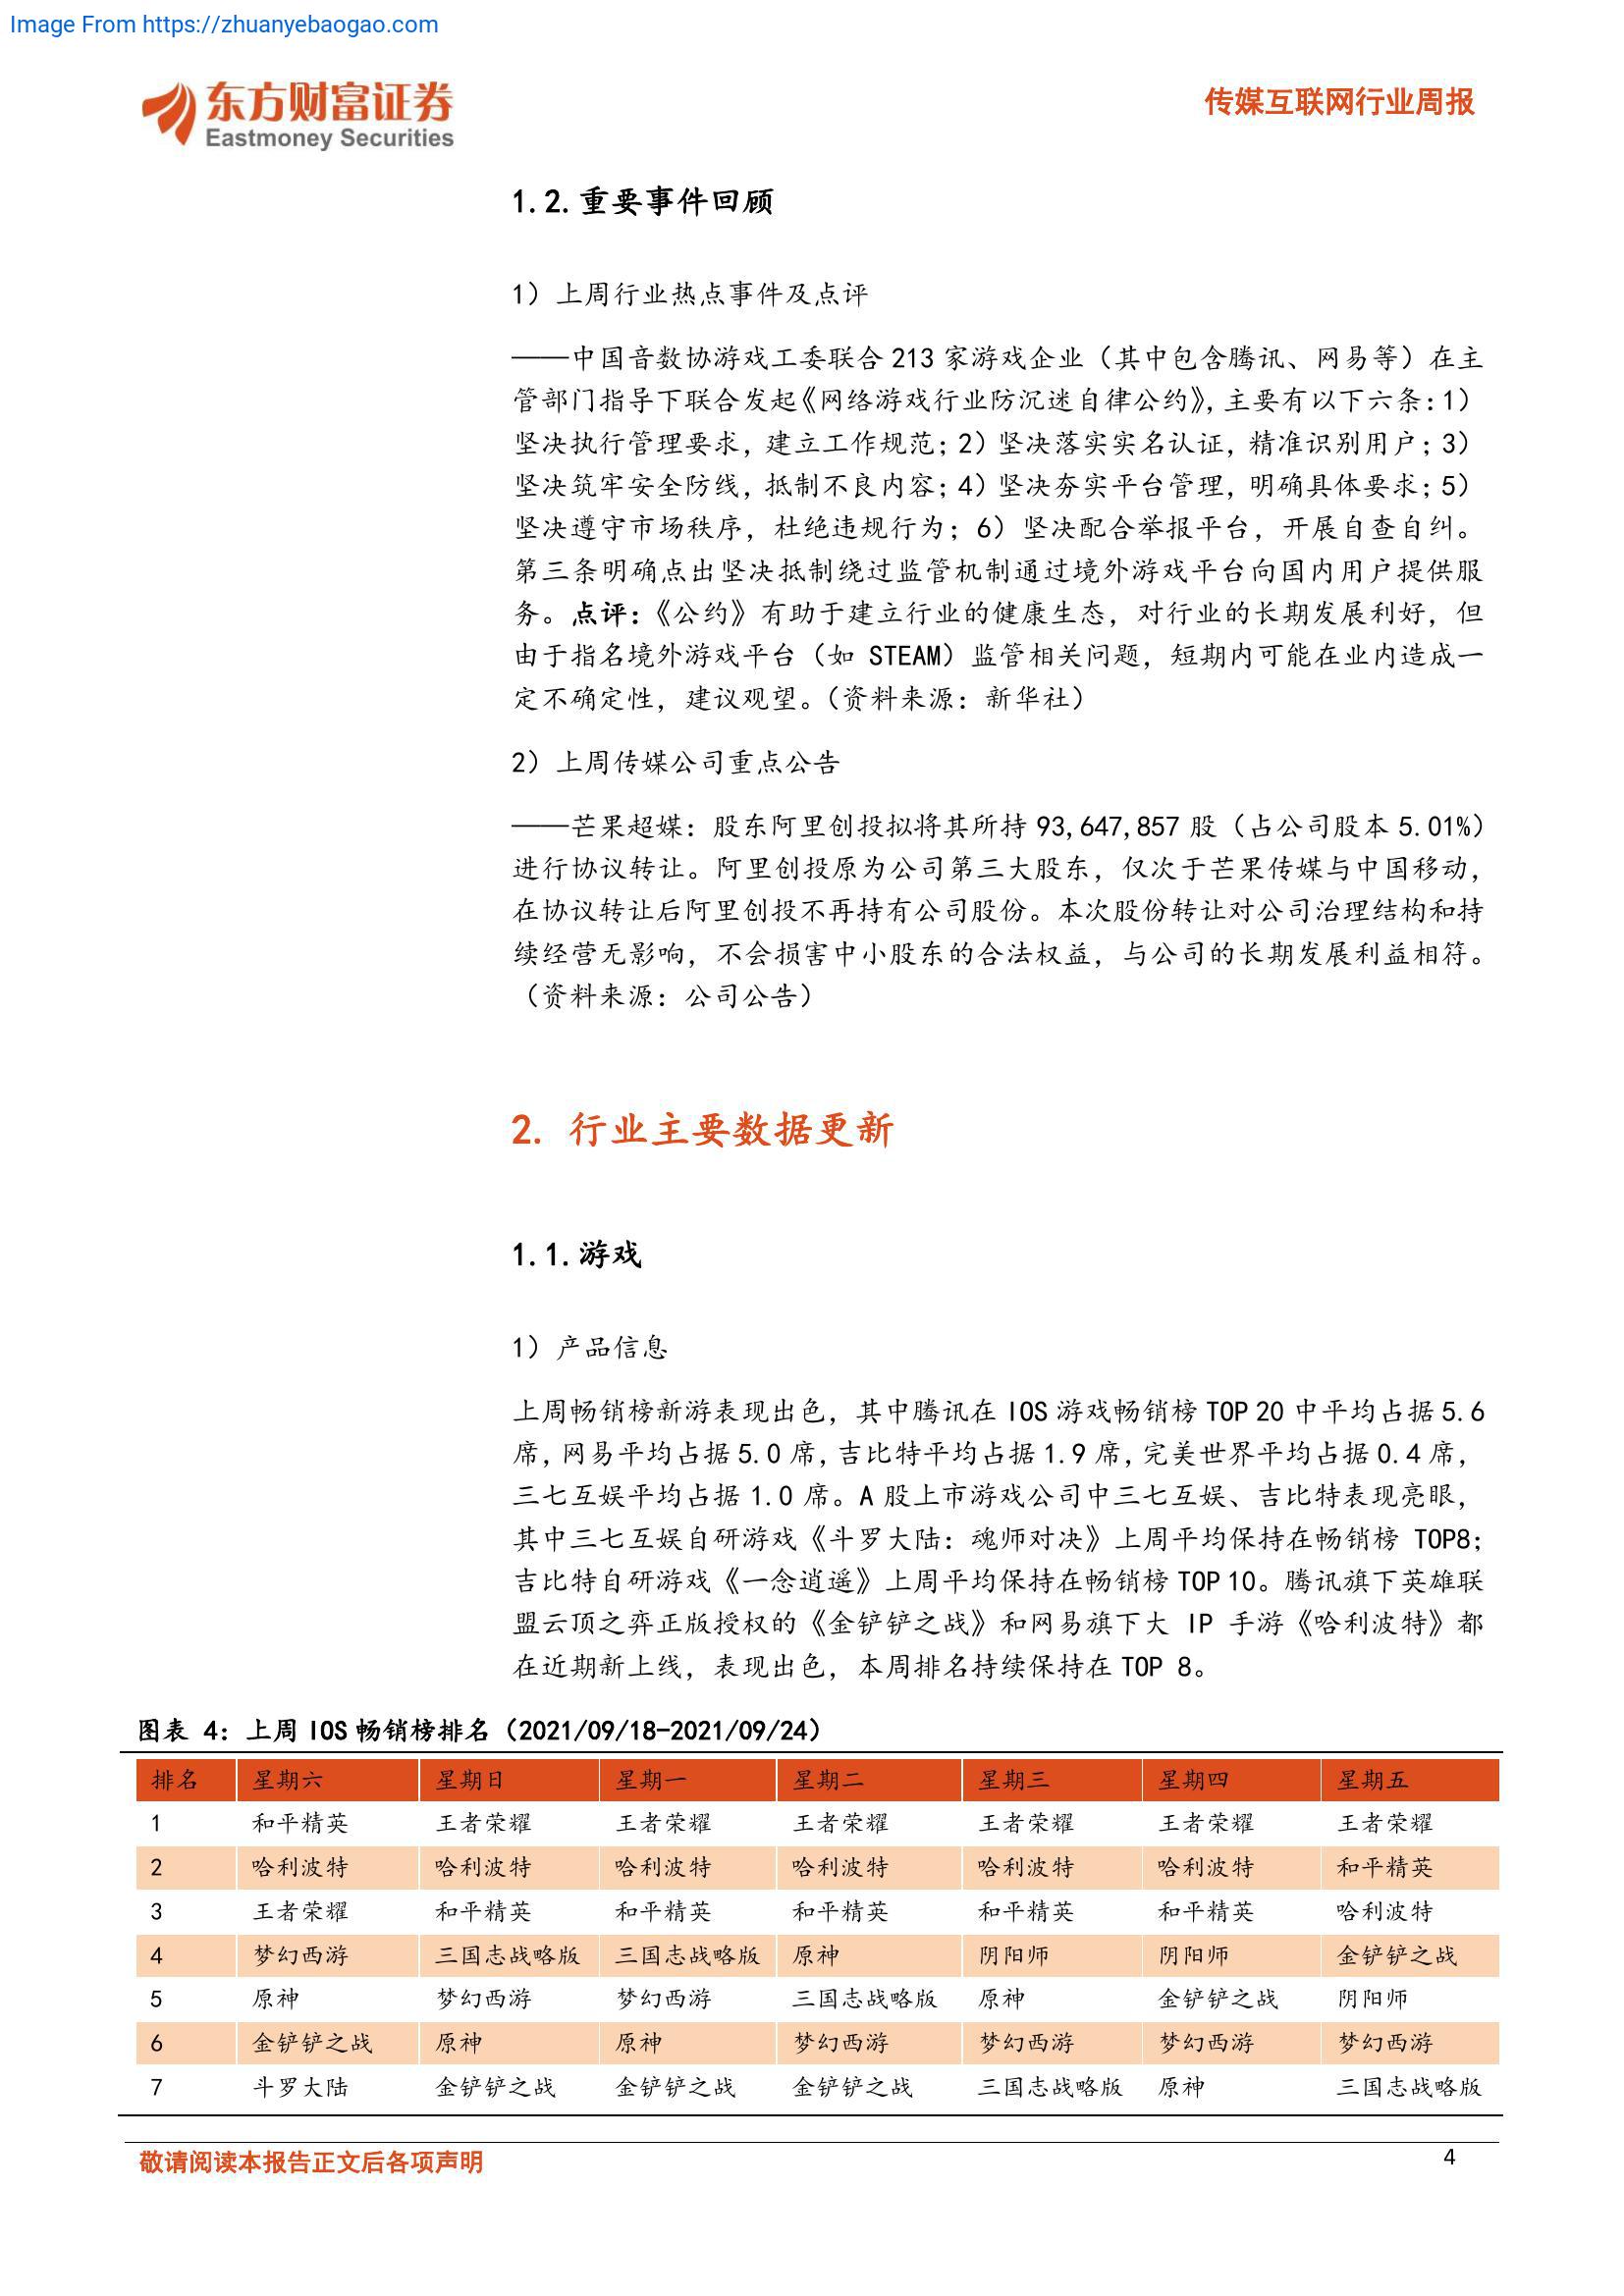 Image From https://zhuanyebaogao.com
东方财富证券
Eastmoney Securities
传媒互联网行业周报
1.2.重要事件回顾
1）上周行业热点事件及点评
——中国音数协游戏工委联合 213 家游戏企业（其中包含腾讯、网易等）在主
管部门指导下联合发起《网络游戏行业防沉迷自律公约》，主要有以下六条：1）
坚决执行管理要求，建立工作规范；2）坚决落实实名认证，精准识别用户；3）
坚决筑牢安全防线，抵制不良内容；4）坚决夯实平台管理，明确具体要求；5）
坚决遵守市场秩序，杜绝违规行为；6）坚决配合举报平台，开展自查自纠。
第三条明确点出坚决抵制绕过监管机制通过境外游戏平台向国内用户提供服
务。点评：《公约》有助于建立行业的健康生态，对行业的长期发展利好，但
由于指名境外游戏平台（如 STEAM）监管相关问题，短期内可能在业内造成一
定不确定性，建议观望。（资料来源：新华社）
2）上周传媒公司重点公告
——芒果超媒：股东阿里创投拟将其所持 93,647,857 股（占公司股本 5.01%）
进行协议转让。阿里创投原为公司第三大股东，仅次于芒果传媒与中国移动，
在协议转让后阿里创投不再持有公司股份。本次股份转让对公司治理结构和持
续经营无影响，不会损害中小股东的合法权益，与公司的长期发展利益相符。
（资料来源：公司公告）
2. 行业主要数据更新
1.1.游戏
1）产品信息
上周畅销榜新游表现出色，其中腾讯在 IOS 游戏畅销榜 TOP 20 中平均占据 5.6
席，网易平均占据 5.0 席，吉比特平均占据 1.9 席，完美世界平均占据 0.4 席，
三七互娱平均占据 1.0 席。A 股上市游戏公司中三七互娱、吉比特表现亮眼，
其中三七互娱自研游戏《斗罗大陆：魂师对决》上周平均保持在畅销榜 TOP8；
吉比特自研游戏《一念逍遥》上周平均保持在畅销榜 TOP 10。腾讯旗下英雄联
盟云顶之弈正版授权的《金铲铲之战》和网易旗下大 IP 手游《哈利波特》都
在近期新上线，表现出色，本周排名持续保持在 TOP 8。
图表 4：上周 IOS 畅销榜排名（2021/09/18-2021/09/24）
排名 星期六 星期日 星期一 星期二 星期三 星期四 星期五
1 和平精英 王者荣耀 王者荣耀 王者荣耀 王者荣耀 王者荣耀 王者荣耀
2 哈利波特 哈利波特 哈利波特 哈利波特 哈利波特 哈利波特 和平精英
3 王者荣耀 和平精英 和平精英 和平精英 和平精英 和平精英 哈利波特
4 梦幻西游 三国志战略版 三国志战略版 原神 阴阳师 阴阳师 金铲铲之战
5 原神 梦幻西游 梦幻西游 三国志战略版 原神 金铲铲之战 阴阳师
6 金铲铲之战 原神 原神 梦幻西游 梦幻西游 梦幻西游 梦幻西游
7 斗罗大陆 金铲铲之战 金铲铲之战 金铲铲之战 三国志战略版 原神 三国志战略版
敬请阅读本报告正文后各项声明
4